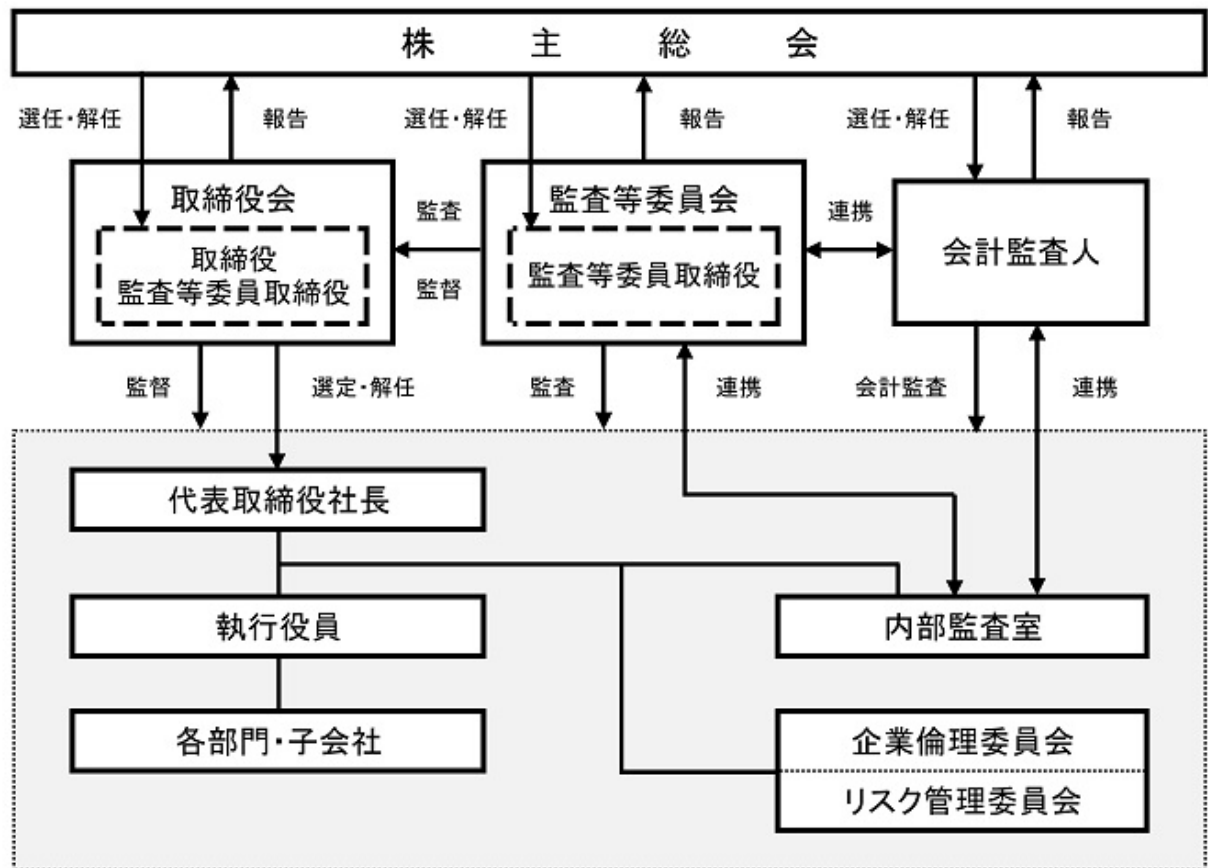 株主総会
選任・解任
報告
選任・解任
報告
選任・解任
報告
取締役会
取締役
監査等委員取締役
監査
監督
監査等委員会
監査等委員取締役
連携
会計監査人
監督
選定・解任
監査
連携
会計監査
連携
代表取締役社長
執行役員
内部監査室
各部門・子会社
企業倫理委員会
リスク管理委員会